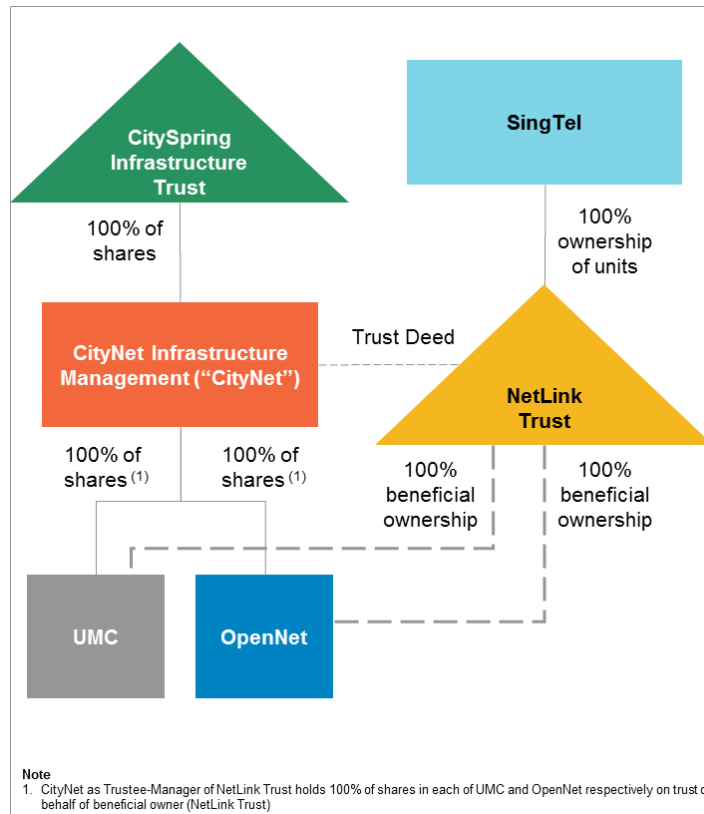 CitySpring
Infrastructure
Trust
SingTel
100% of
shares
100%
ownership
of units
CityNet Infrastructure
Management (“CityNet”)
Trust Deed
NetLink
Trust
100% of
shares (1)
100% of
shares (1)
100%
beneficial
ownership
100%
beneficial
ownership
UMC
OpenNet
Note
1. CityNet as Trustee-Manager of NetLink Trust holds 100% of shares in each of UMC and OpenNet respectively on trust
behalf of beneficial owner (NetLink Trust)